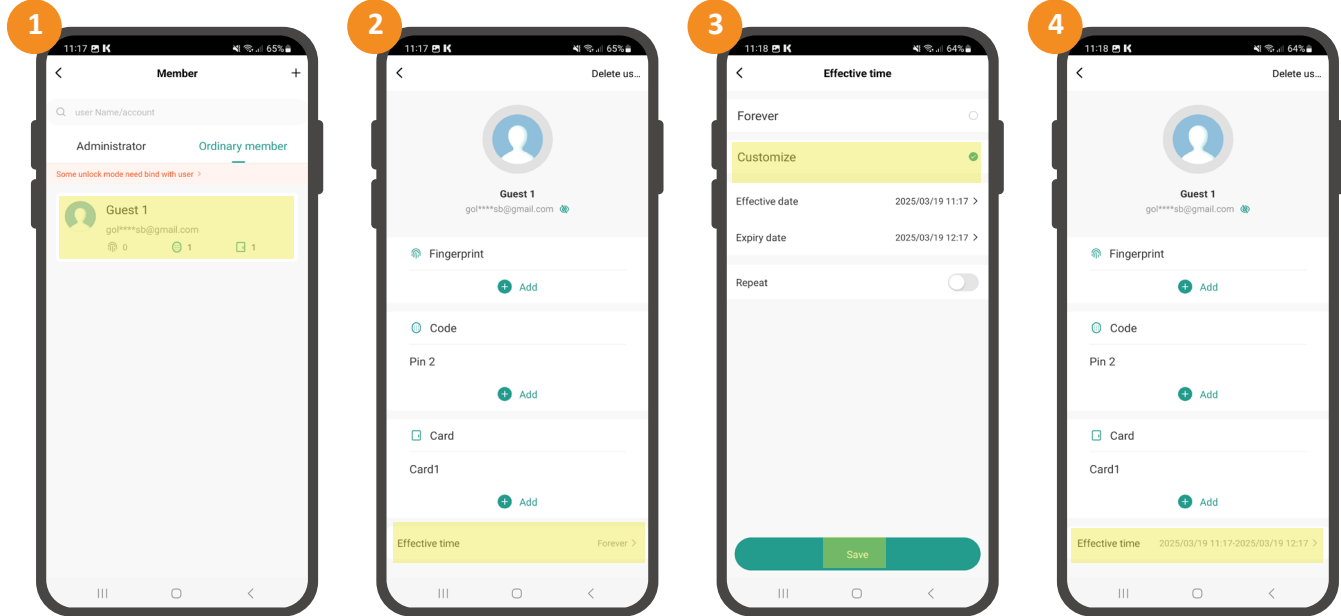 1
11:17 K 65%
Member +
user Name/account
Administrator Ordinary member
Some unlock mode need bind with user >
Guest 1
gol****sb@gmail.com
0 1 1
2
11:17 K 65%
Delete us...
Guest 1
gol****sb@gmail.com
Fingerprint
+ Add
Code
Pin 2
+ Add
Card
Card1
+ Add
Effective time Forever >
3
11:18 K 64%
Effective time
Forever
Customize
Effective date 2025/03/19 11:17 >
Expiry date 2025/03/19 12:17 >
Repeat
Save
4
11:18 K 64%
Delete us...
Guest 1
gol****sb@gmail.com
Fingerprint
+ Add
Code
Pin 2
+ Add
Card
Card1
+ Add
Effective time 2025/03/19 11:17-2025/03/19 12:17 >